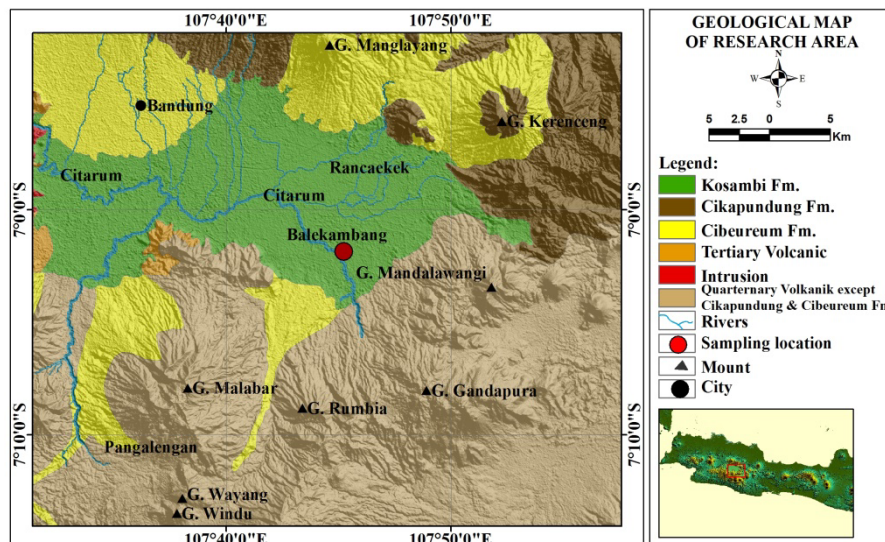 107°40'0"E
107°50'0"E
G. Manglayang
Bandung
G. Kerenceng
Rancaekek
Citarum
Citarum
7°0'0"S
7°0'0"S
Balekambang
G. Mandalawangi
G. Malabar
G. Gandapura
G. Rumbia
7°10'0"S
7°10'0"S
Pangalengan
G. Wayang
G. Windu
107°40'0"E
107°50'0"E
GEOLOGICAL MAP
OF RESEARCH AREA
N
W E
S
5 2.5 0 5
Km
Legend:
Kosambi Fm.
Cikapundung Fm.
Cibeureum Fm.
Tertiary Volcanic
Intrusion
Quarternary Volkanik except
Cikapundung & Cibeureum Fm
Rivers
Sampling location
Mount
City